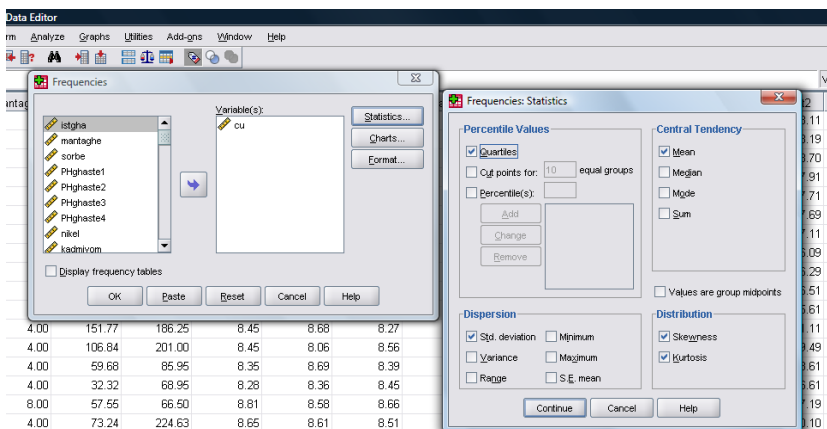 Data Editor
Analyze Graphs Utilities Add-ons Window Help
Frequencies
Variable(s):
istgha
mantaghe
sorbe
PHghaste1
PHghaste2
PHghaste3
PHghaste4
nikel
kadmiyom
cu
Statistics...
Charts...
Format...
Display frequency tables
OK Paste Reset Cancel Help
4.00 151.77 186.25 8.45 8.68 8.27
4.00 106.84 201.00 8.45 8.06 8.56
4.00 59.68 85.95 8.35 8.69 8.39
4.00 32.32 68.95 8.28 8.36 8.45
8.00 57.55 66.50 8.81 8.58 8.66
4.00 73.24 224.63 8.65 8.61 8.51
Frequencies: Statistics
Percentile Values
Quartiles
Cut points for: 10 equal groups
Percentile(s):
Add
Change
Remove
Central Tendency
Mean
Median
Mode
Sum
Values are group midpoints
Dispersion
Std. deviation Minimum
Variance Maximum
Range S.E. mean
Distribution
Skewness
Kurtosis
Continue Cancel Help